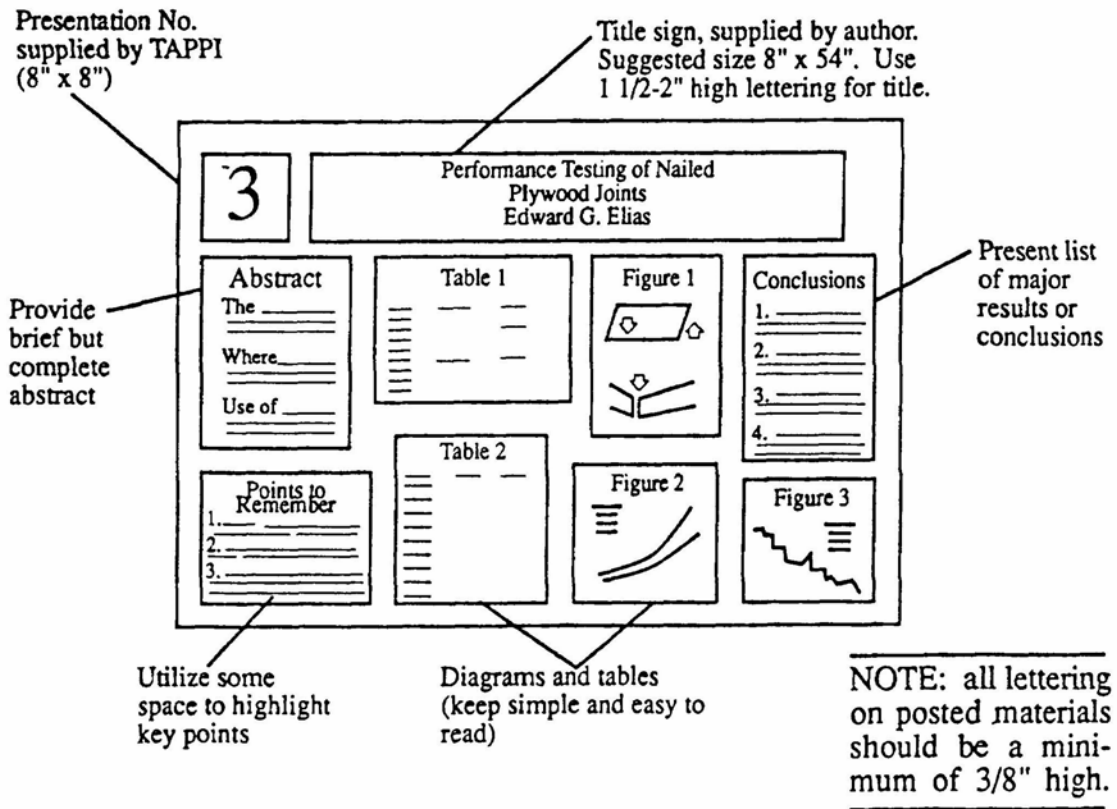 Presentation No.
supplied by TAPPI
(8" x 8")
Title sign, supplied by author.
Suggested size 8" x 54".  Use
1 1/2-2" high lettering for title.
3
Performance Testing of Nailed
Plywood Joints
Edward G. Elias
Provide
brief but
complete
abstract
Abstract
The
Where
Use of
Table 1
Figure 1
Conclusions
1.
2.
3.
4.
Present list
of major
results or
conclusions
Points to
Remember
1.
2.
3.
Table 2
Figure 2
Figure 3
Utilize some
space to highlight
key points
Diagrams and tables
(keep simple and easy to
read)
NOTE: all lettering
on posted materials
should be a mini-
mum of 3/8" high.